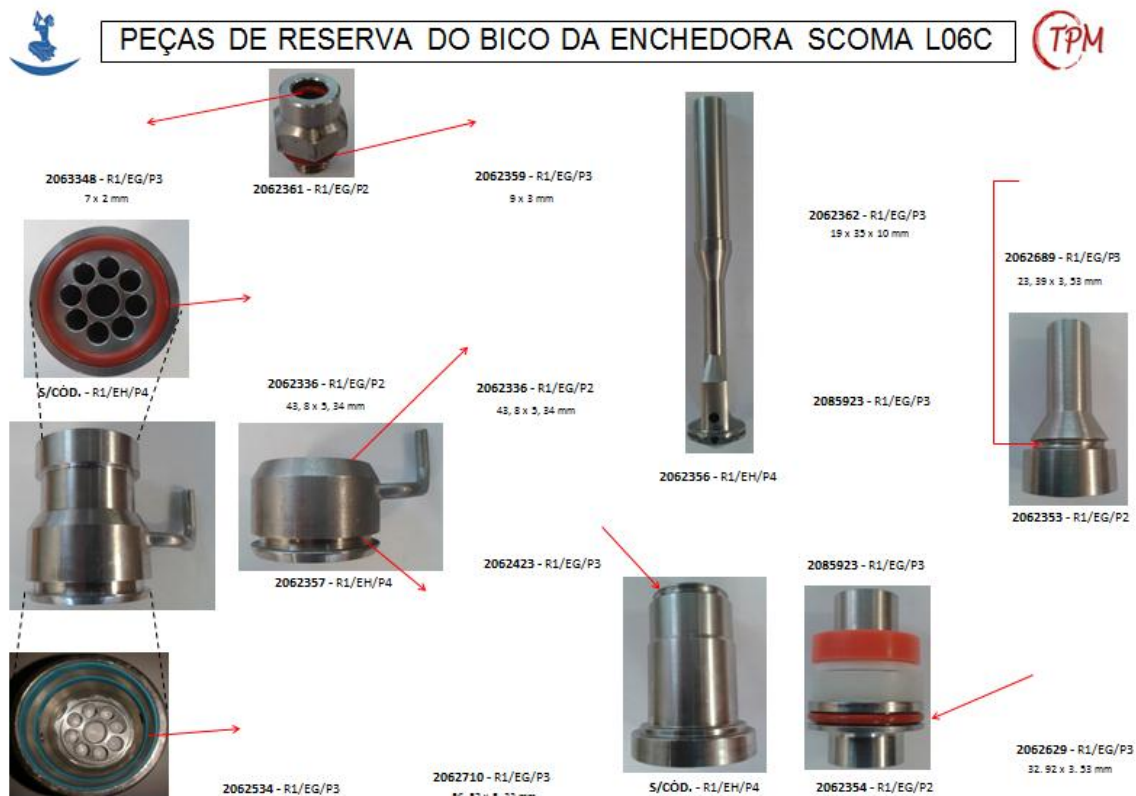 PEÇAS DE RESERVA DO BICO DA ENCHEDORA SCOMA L06C
TPM
2063348 - R1/EG/P3
7 x 2 mm
2062361 - R1/EG/P2
2062359 - R1/EG/P3
9 x 3 mm
2062362 - R1/EG/P3
19 x 35 x 10 mm
2062689 - R1/EG/P3
23, 39 x 3, 53 mm
S/CÓD. - R1/EH/P4
2062336 - R1/EG/P2
43, 8 x 5, 34 mm
2062336 - R1/EG/P2
43, 8 x 5, 34 mm
2085923 - R1/EG/P3
2062356 - R1/EH/P4
2062353 - R1/EG/P2
2062357 - R1/EH/P4
2062423 - R1/EG/P3
2085923 - R1/EG/P3
2062629 - R1/EG/P3
32. 92 x 3. 53 mm
2062534 - R1/EG/P3
2062710 - R1/EG/P3
S/CÓD. - R1/EH/P4
2062354 - R1/EG/P2